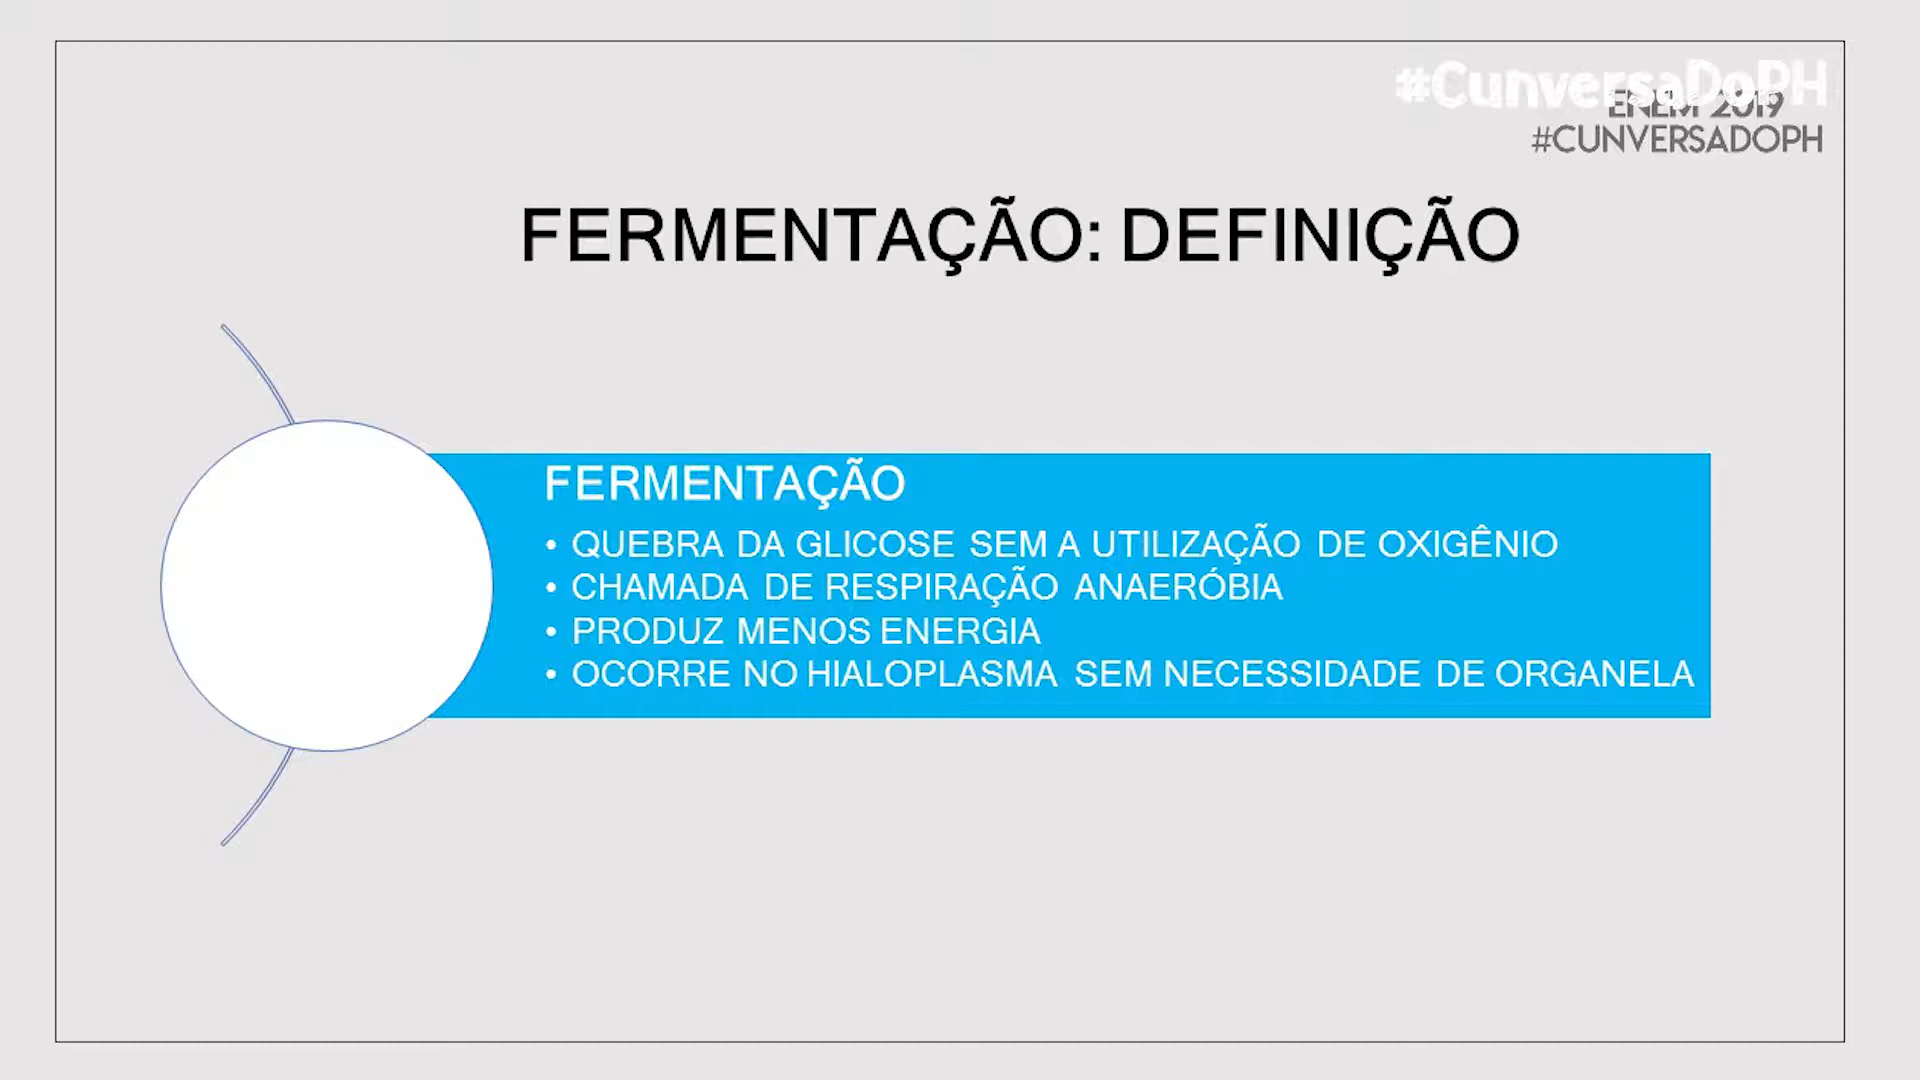 #CunversaDoPH
ENEM 2019
#CUNVERSADOPH
FERMENTAÇÃO: DEFINIÇÃO
FERMENTAÇÃO
• QUEBRA DA GLICOSE SEM A UTILIZAÇÃO DE OXIGÊNIO
• CHAMADA DE RESPIRAÇÃO ANAERÓBIA
• PRODUZ MENOS ENERGIA
• OCORRE NO HIALOPLASMA SEM NECESSIDADE DE ORGANELA